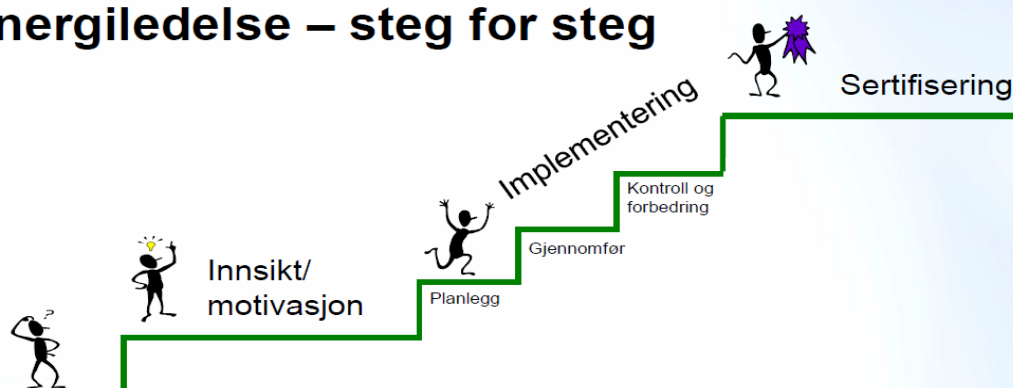 nergiledelse – steg for steg
Sertifisering
Implementering
Kontroll og
forbedring
Gjennomfør
Innsikt/
motivasjon
Planlegg
?